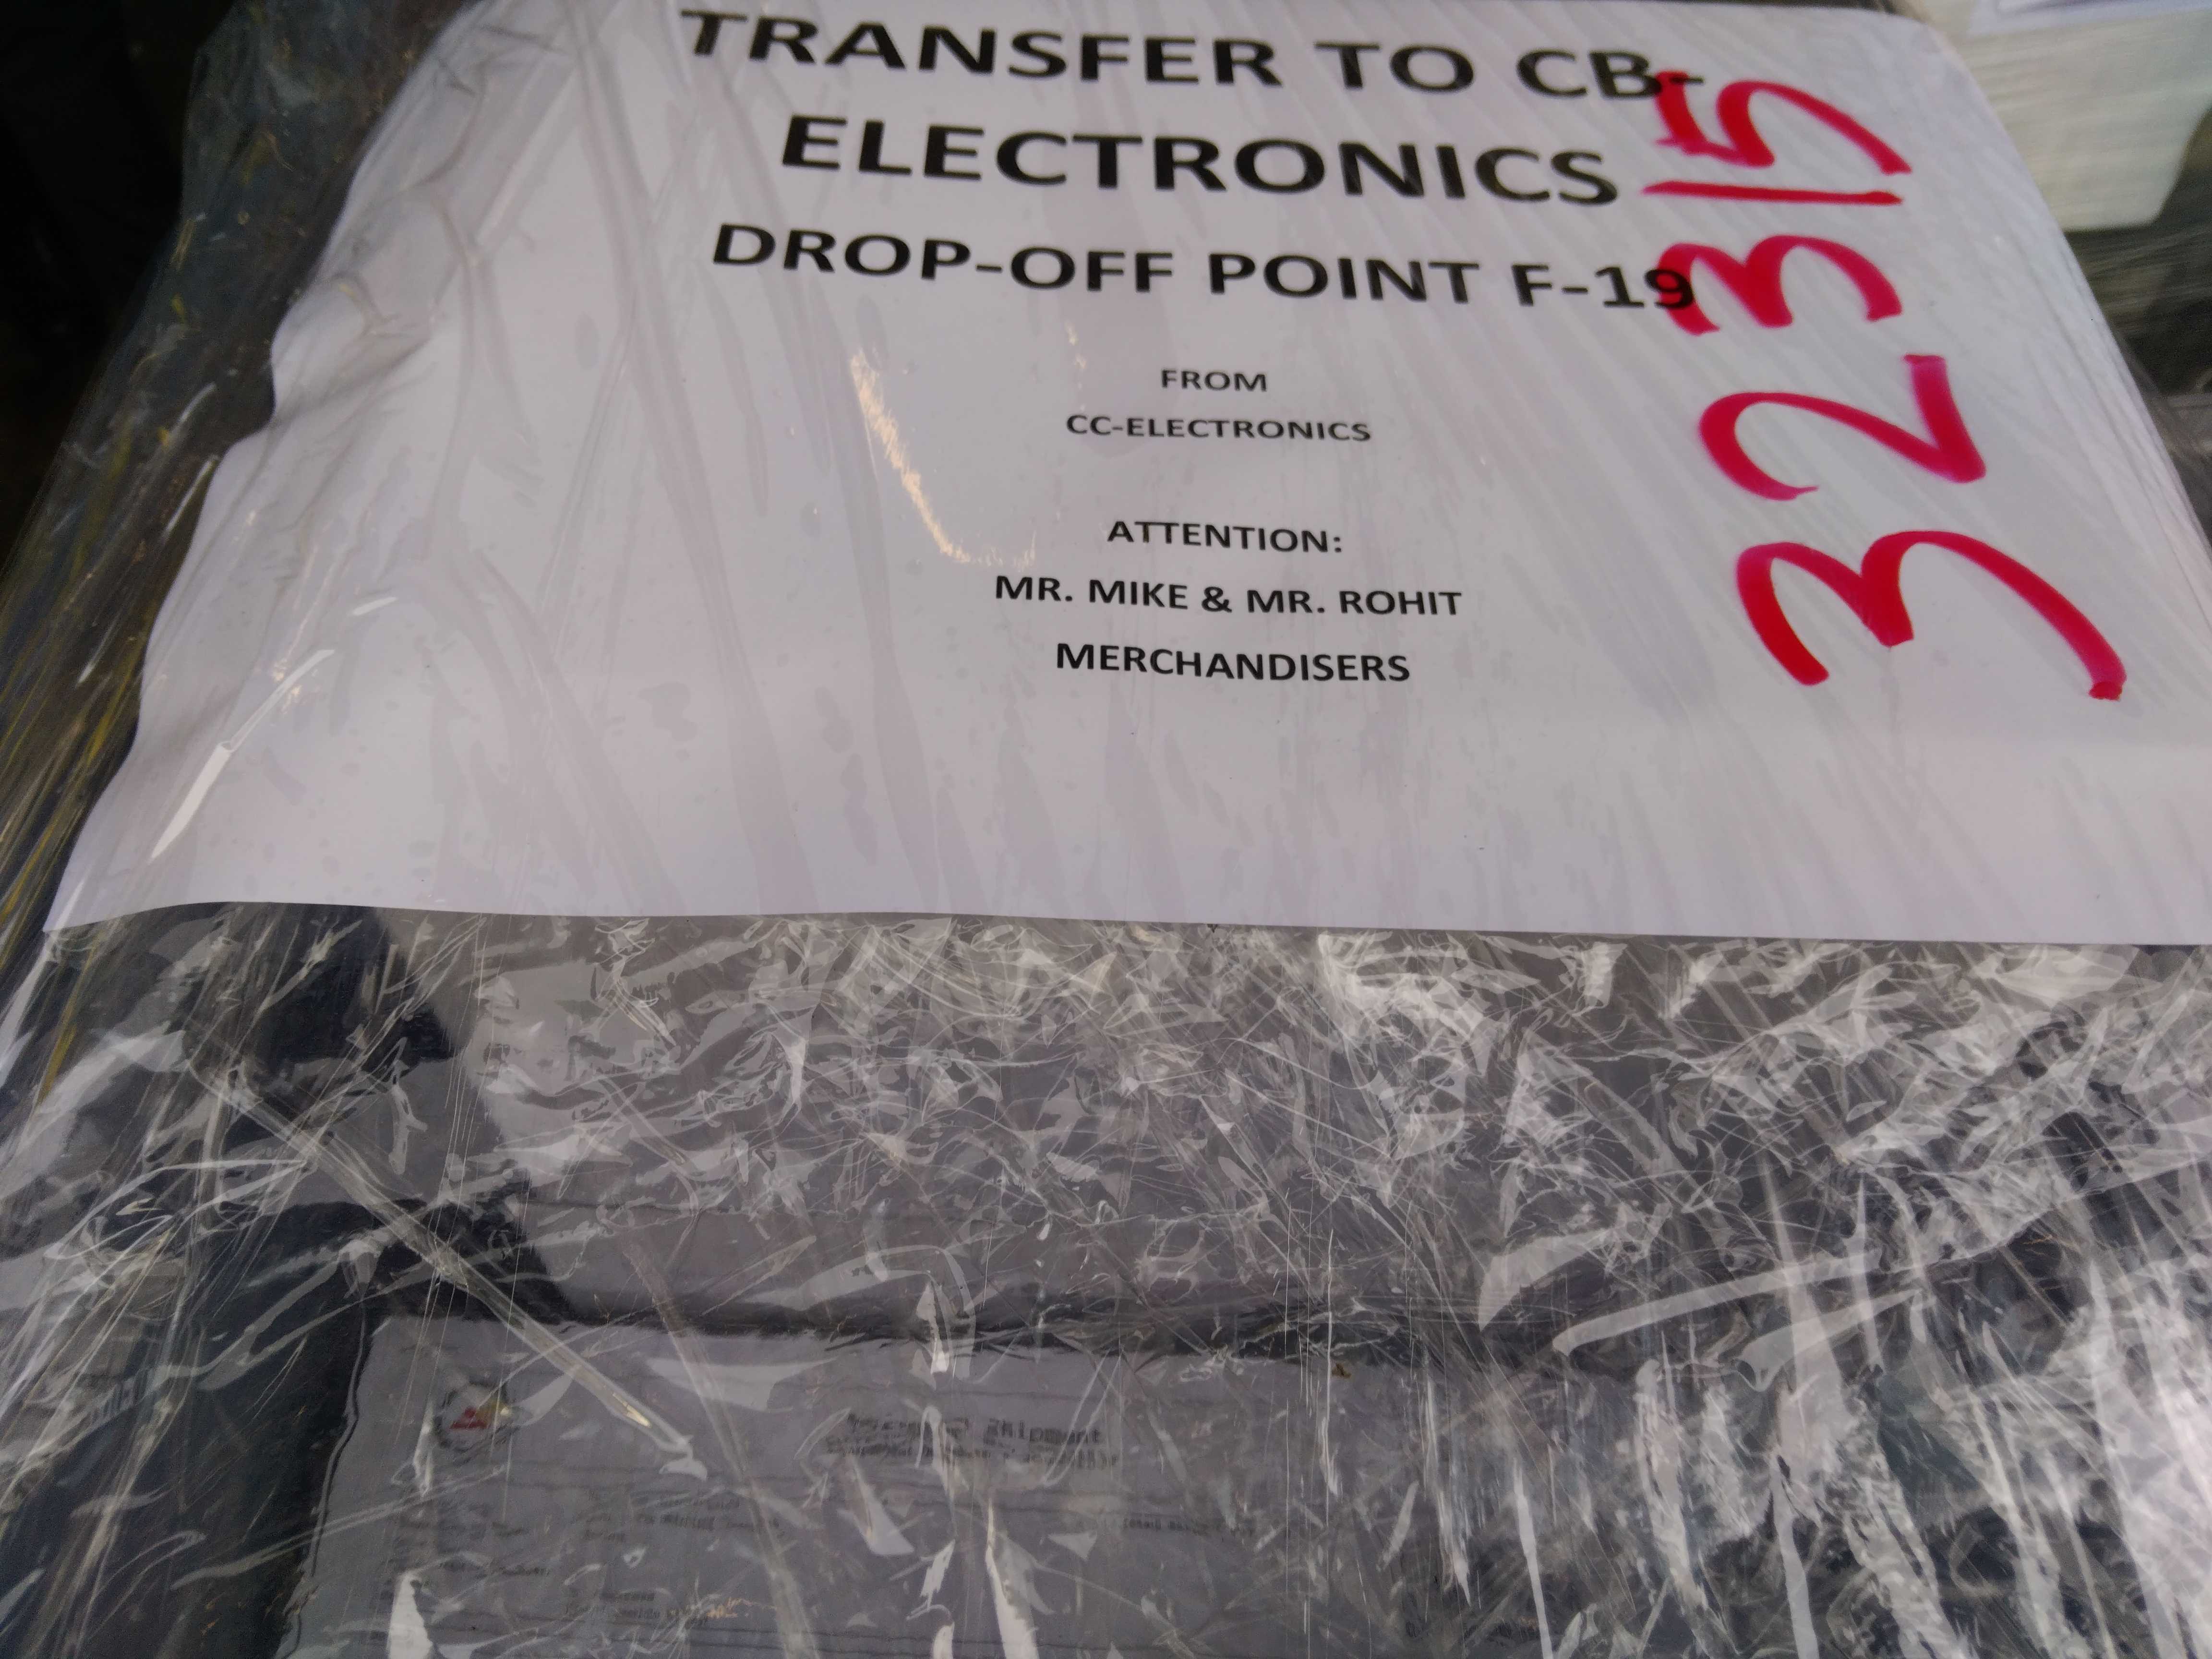 TRANSFER TO CB-
ELECTRONICS
DROP-OFF POINT F-19
FROM
CC-ELECTRONICS
ATTENTION:
MR. MIKE & MR. ROHIT
MERCHANDISERS
32315